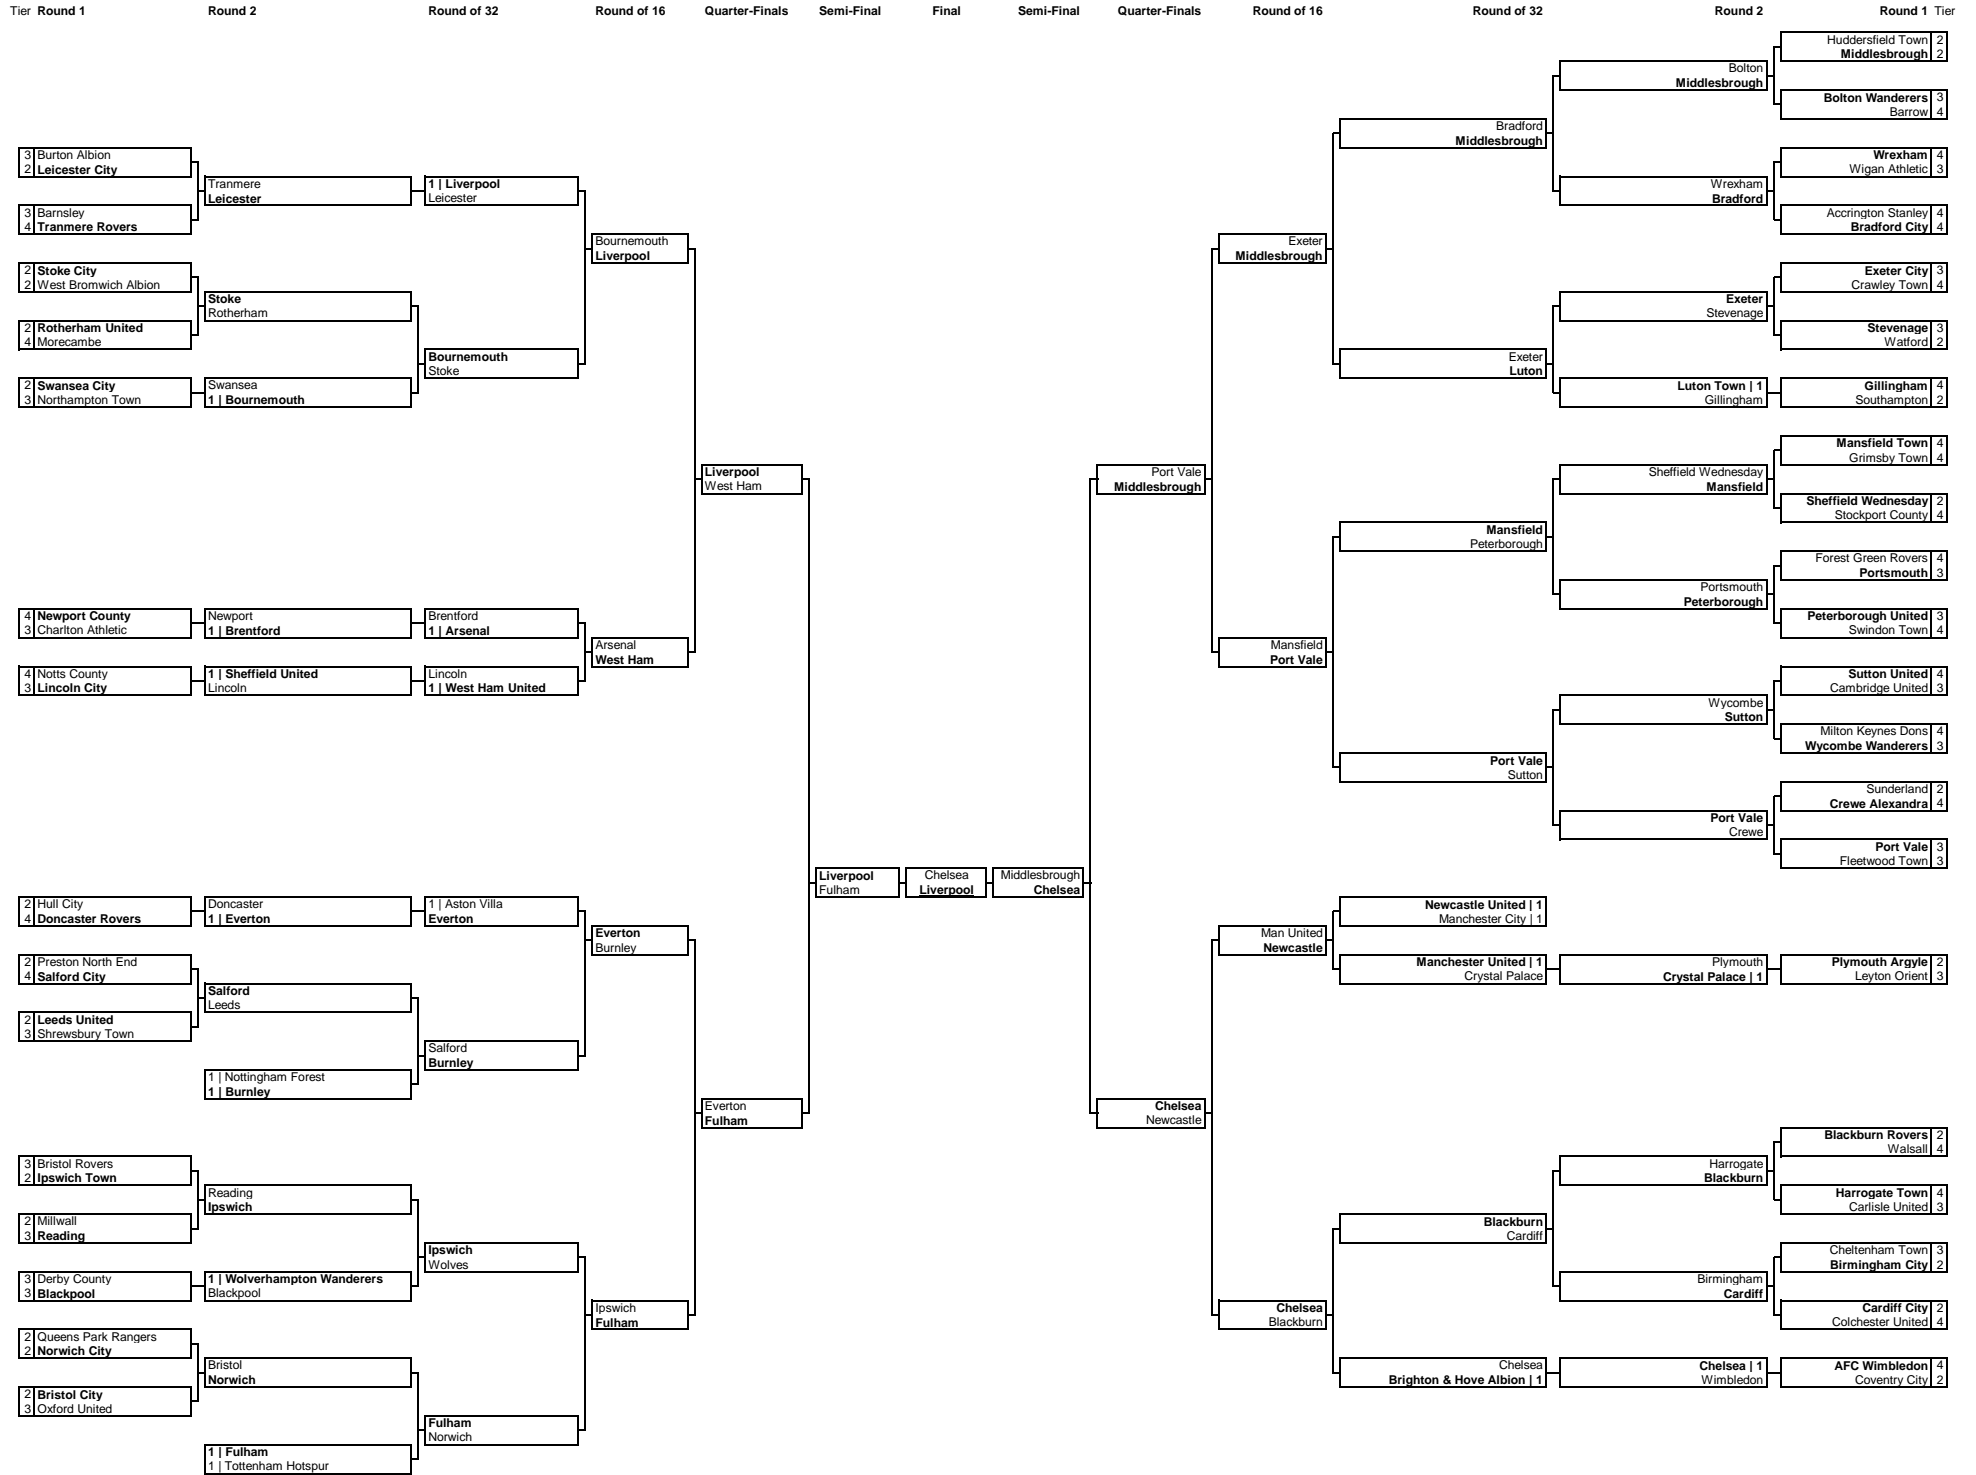 Tier Round 1 Round 2 Round of 32 Round of 16 Quarter-Finals Semi-Final Final Semi-Final Quarter-Finals Round of 16 Round of 32 Round 2 Round 1 Tier
3 Burton Albion
2 Leicester City
3 Barnsley
4 Tranmere Rovers
2 Stoke City
2 West Bromwich Albion
2 Rotherham United
4 Morecambe
2 Swansea City
3 Northampton Town
4 Newport County
3 Charlton Athletic
4 Notts County
3 Lincoln City
2 Hull City
4 Doncaster Rovers
2 Preston North End
4 Salford City
2 Leeds United
3 Shrewsbury Town
3 Bristol Rovers
2 Ipswich Town
2 Millwall
3 Reading
3 Derby County
3 Blackpool
2 Queens Park Rangers
2 Norwich City
2 Bristol City
3 Oxford United
Tranmere
Leicester
Stoke
Rotherham
Swansea
1 | Bournemouth
Newport
1 | Brentford
1 | Sheffield United
Lincoln
Doncaster
1 | Everton
Salford
Leeds
1 | Nottingham Forest
1 | Burnley
Reading
Ipswich
1 | Wolverhampton Wanderers
Blackpool
Bristol
Norwich
1 | Fulham
1 | Tottenham Hotspur
1 | Liverpool
Leicester
Bournemouth
Stoke
Brentford
1 | Arsenal
Lincoln
1 | West Ham United
1 | Aston Villa
Everton
Salford
Burnley
Ipswich
Wolves
Fulham
Norwich
Bournemouth
Liverpool
Arsenal
West Ham
Everton
Burnley
Ipswich
Fulham
Liverpool
West Ham
Everton
Fulham
Liverpool
Fulham
Chelsea
Liverpool
Middlesbrough
Chelsea
Port Vale
Middlesbrough
Chelsea
Newcastle
Exeter
Middlesbrough
Mansfield
Port Vale
Man United
Newcastle
Chelsea
Blackburn
Bradford
Middlesbrough
Exeter
Luton
Mansfield
Peterborough
Port Vale
Sutton
Newcastle United | 1
Manchester City | 1
Manchester United | 1
Crystal Palace
Blackburn
Cardiff
Chelsea
Brighton & Hove Albion | 1
Bolton
Middlesbrough
Wrexham
Bradford
Exeter
Stevenage
Luton Town | 1
Gillingham
Sheffield Wednesday
Mansfield
Portsmouth
Peterborough
Wycombe
Sutton
Port Vale
Crewe
Plymouth
Crystal Palace | 1
Harrogate
Blackburn
Birmingham
Cardiff
Chelsea | 1
Wimbledon
Huddersfield Town 2
Middlesbrough 2
Bolton Wanderers 3
Barrow 4
Wrexham 4
Wigan Athletic 3
Accrington Stanley 4
Bradford City 4
Exeter City 3
Crawley Town 4
Stevenage 3
Watford 2
Gillingham 4
Southampton 2
Mansfield Town 4
Grimsby Town 4
Sheffield Wednesday 2
Stockport County 4
Forest Green Rovers 4
Portsmouth 3
Peterborough United 3
Swindon Town 4
Sutton United 4
Cambridge United 3
Milton Keynes Dons 4
Wycombe Wanderers 3
Sunderland 2
Crewe Alexandra 4
Port Vale 3
Fleetwood Town 3
Plymouth Argyle 2
Leyton Orient 3
Blackburn Rovers 2
Walsall 4
Harrogate Town 4
Carlisle United 3
Cheltenham Town 3
Birmingham City 2
Cardiff City 2
Colchester United 4
AFC Wimbledon 4
Coventry City 2